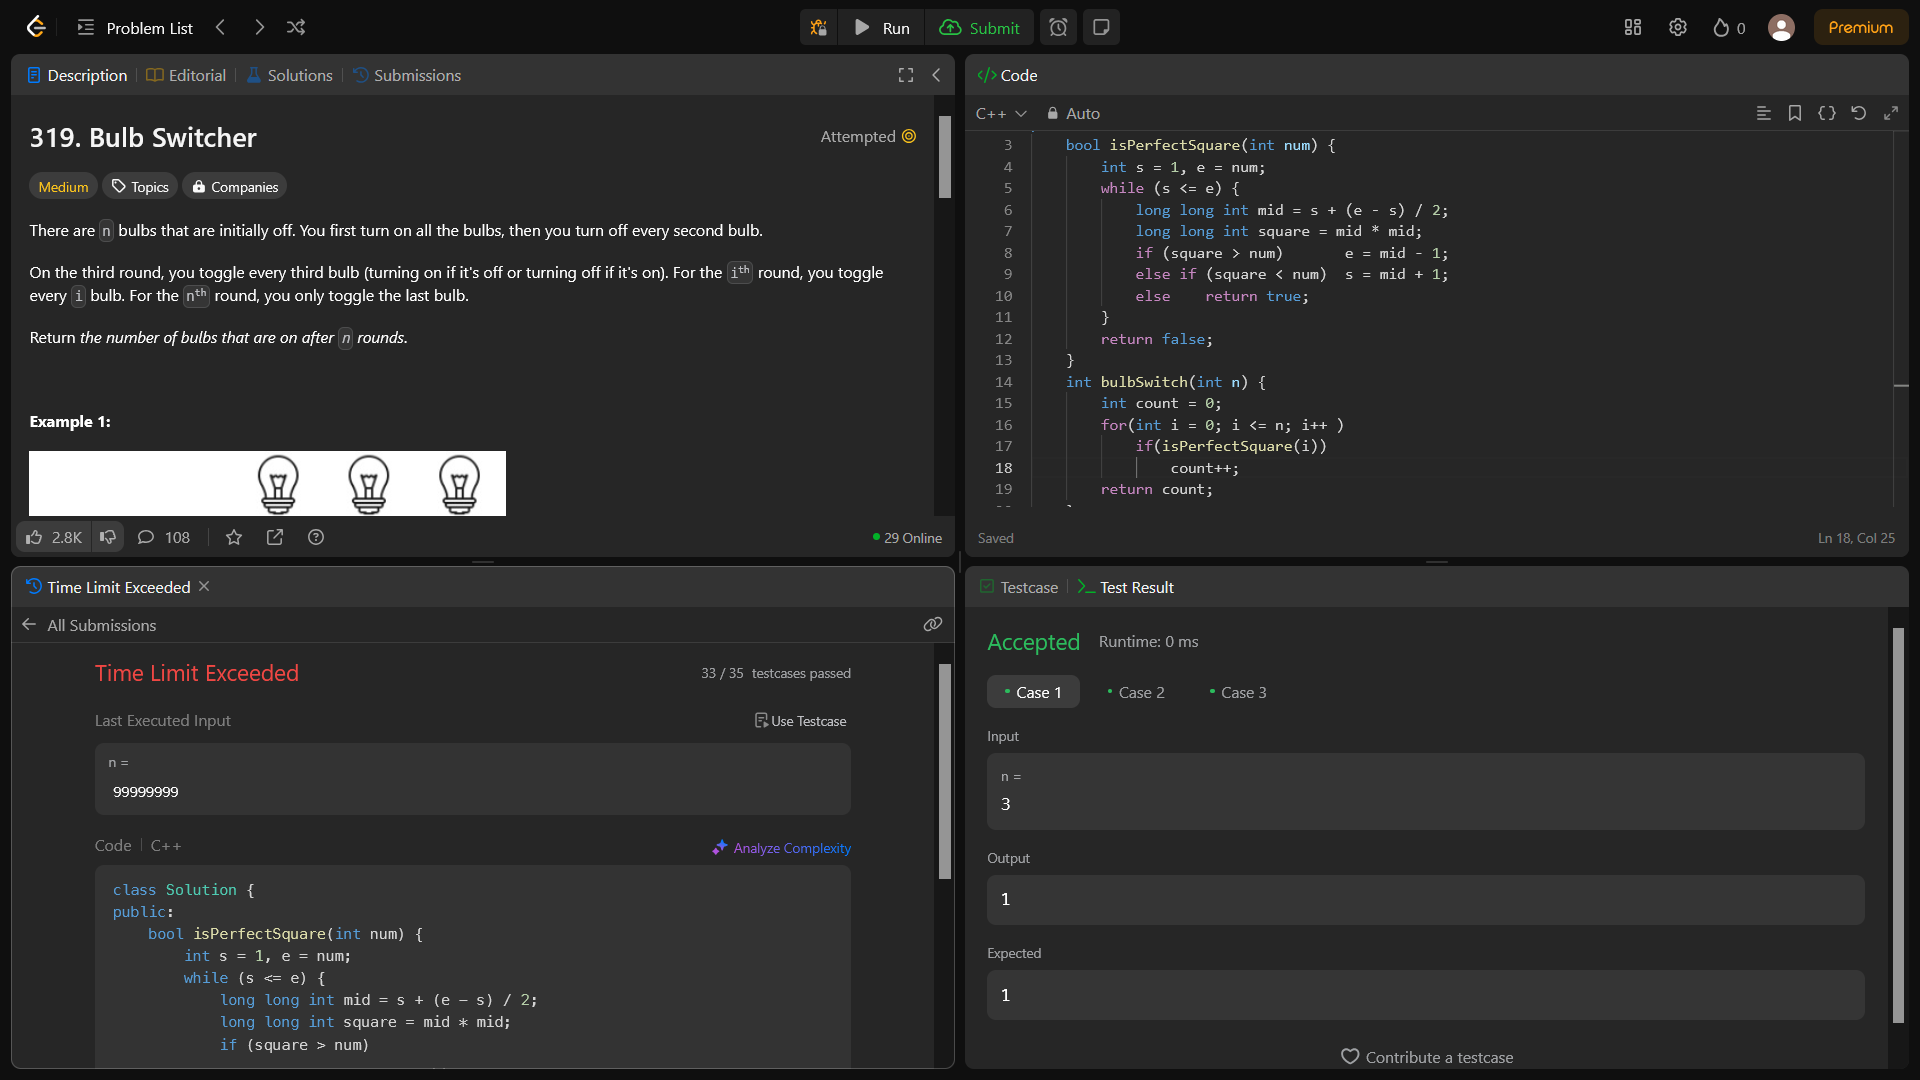 Problem List
Run
Submit
0
Premium
Description
Editorial
Solutions
Submissions
319. Bulb Switcher
Attempted
Medium
Topics
Companies
There are n bulbs that are initially off. You first turn on all the bulbs, then you turn off every second bulb.
On the third round, you toggle every third bulb (turning on if it's off or turning off if it's on). For the ith round, you toggle
every i bulb. For the nth round, you only toggle the last bulb.
Return the number of bulbs that are on after n rounds.
Example 1:
2.8K
108
29 Online
</> Code
C++
Auto
3 bool isPerfectSquare(int num) {
4 int s = 1, e = num;
5 while (s <= e) {
6 long long int mid = s + (e - s) / 2;
7 long long int square = mid * mid;
8 if (square > num) e = mid - 1;
9 else if (square < num) s = mid + 1;
10 else return true;
11 }
12 return false;
13 }
14 int bulbSwitch(int n) {
15 int count = 0;
16 for(int i = 0; i <= n; i++ )
17 if(isPerfectSquare(i))
18 count++;
19 return count;
Saved
Ln 18, Col 25
Time Limit Exceeded
All Submissions
Time Limit Exceeded
33 / 35 testcases passed
Last Executed Input
Use Testcase
n =
99999999
Code
C++
Analyze Complexity
class Solution {
public:
bool isPerfectSquare(int num) {
int s = 1, e = num;
while (s <= e) {
long long int mid = s + (e - s) / 2;
long long int square = mid * mid;
if (square > num)
Testcase
Test Result
Accepted
Runtime: 0 ms
Case 1
Case 2
Case 3
Input
n =
3
Output
1
Expected
1
Contribute a testcase